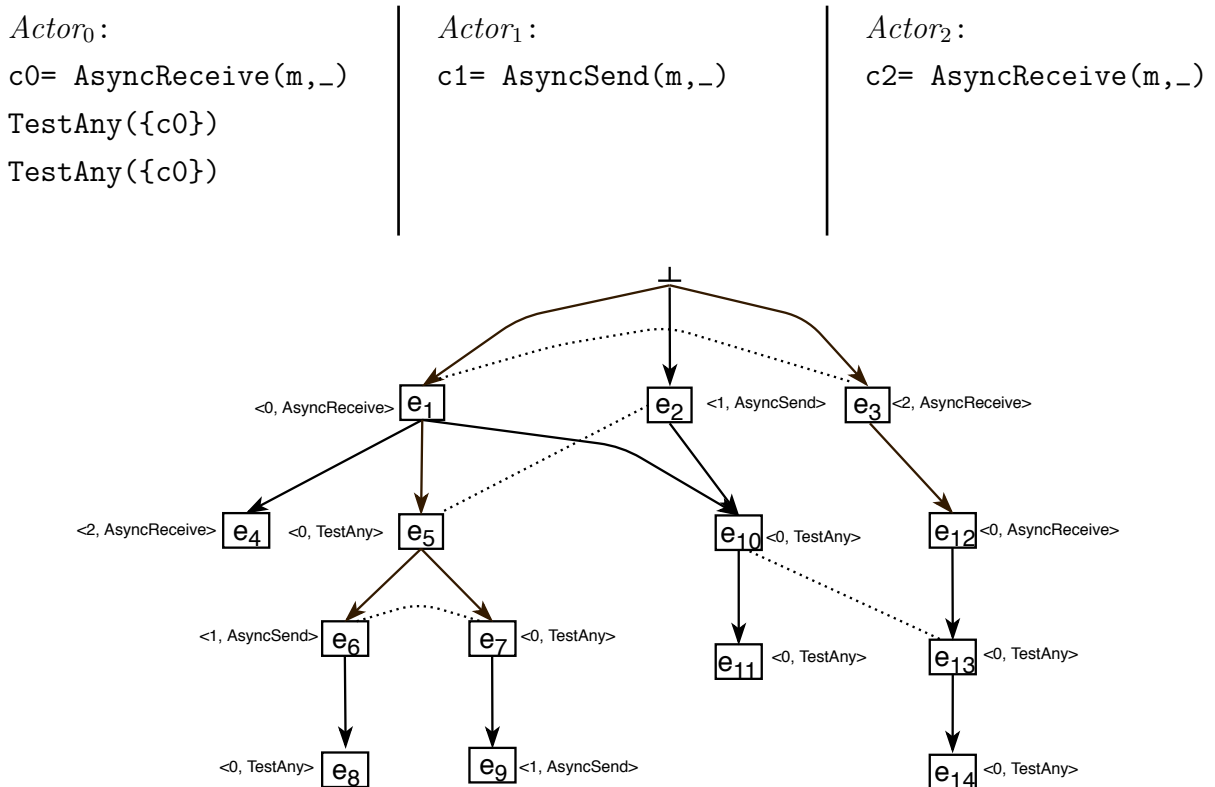 Actor₀:
c0= AsyncReceive(m,_)
TestAny({c0})
TestAny({c0})
Actor₁:
c1= AsyncSend(m,_)
Actor₂:
c2= AsyncReceive(m,_)
⊥
<0, AsyncReceive> e₁
e₂ <1, AsyncSend>
e₃ <2, AsyncReceive>
<2, AsyncReceive> e₄
<0, TestAny> e₅
e₁₀ <0, TestAny>
e₁₂ <0, AsyncReceive>
<1, AsyncSend> e₆
e₇ <0, TestAny>
e₁₁ <0, TestAny>
e₁₃ <0, TestAny>
<0, TestAny> e₈
e₉ <1, AsyncSend>
e₁₄ <0, TestAny>